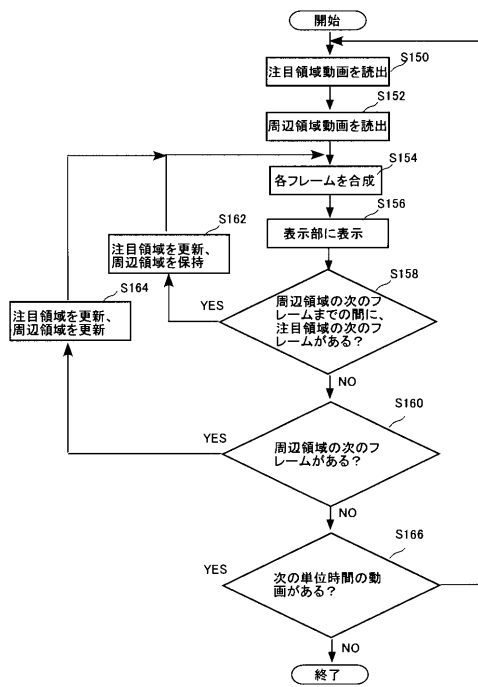 開始
S150
注目領域動画を読出
S152
周辺領域動画を読出
S154
各フレームを合成
S156
表示部に表示
S162
注目領域を更新、
周辺領域を保持
S164
注目領域を更新、
周辺領域を更新
S158
周辺領域の次のフ
レームまでの間に、
注目領域の次のフ
レームがある？
YES
NO
S160
周辺領域の次のフ
レームがある？
YES
NO
S166
次の単位時間の動
画がある？
YES
NO
終了